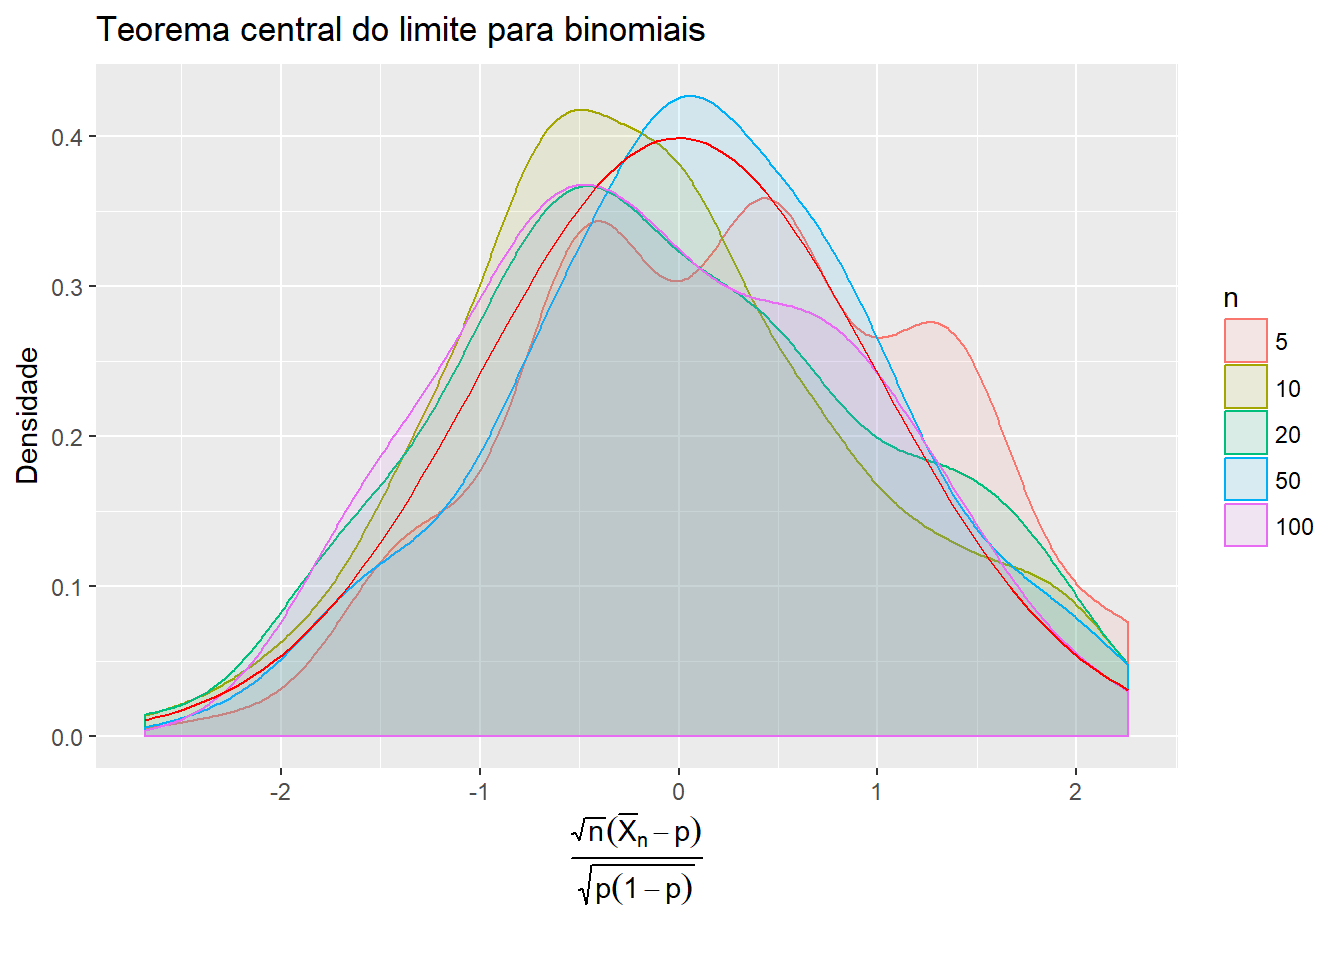 Teorema central do limite para binomiais
Densidade
0.4
0.3
0.2
0.1
0.0
-2 -1 0 1 2
√n(X̅ₙ−p)
√p(1−p)
n
5
10
20
50
100